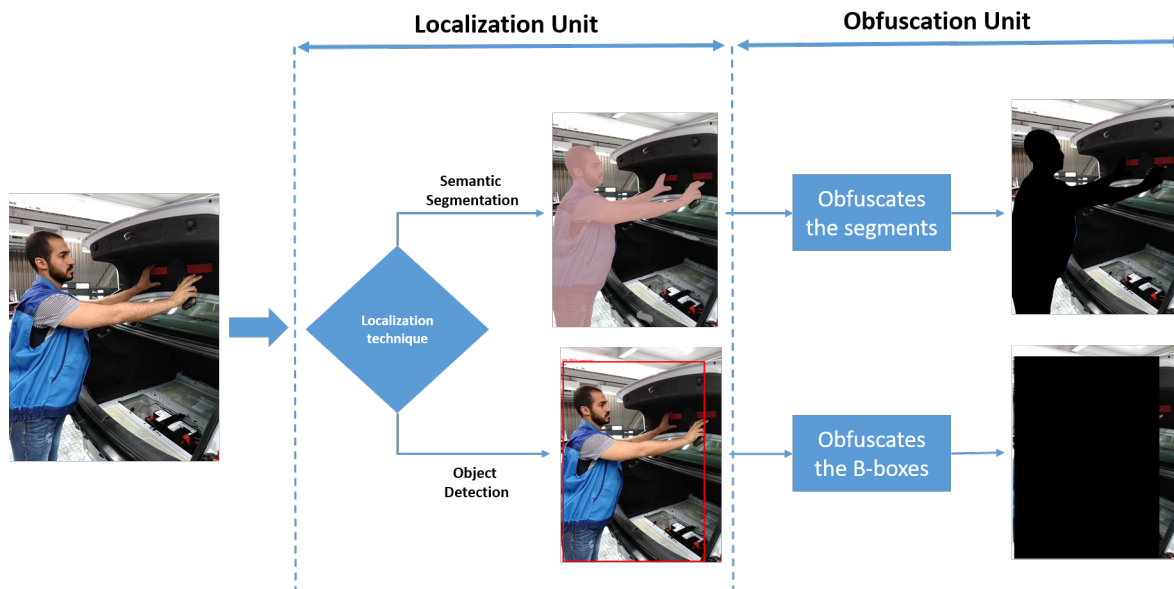 Localization Unit
Obfuscation Unit
Semantic
Segmentation
Obfuscates
the segments
Localization
technique
Object
Detection
Obfuscates
the B-boxes